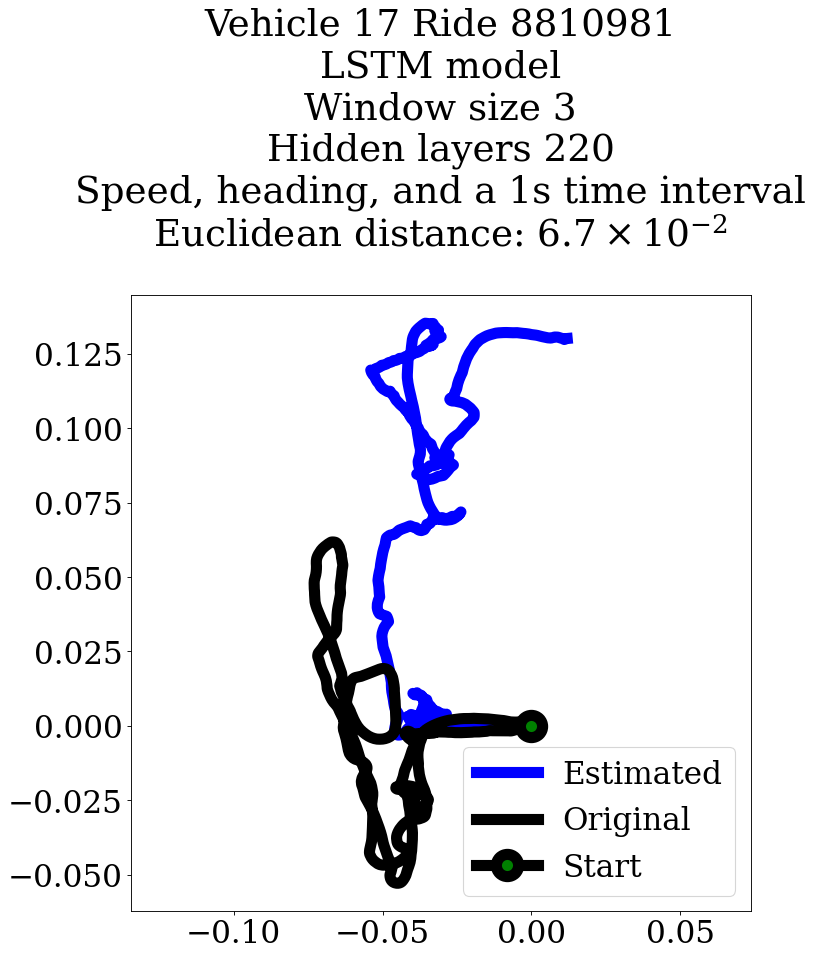 Vehicle 17 Ride 8810981
LSTM model
Window size 3
Hidden layers 220
Speed, heading, and a 1s time interval
Euclidean distance: 6.7 × 10⁻²
0.125
0.100
0.075
0.050
0.025
0.000
−0.025
−0.050
Estimated
Original
Start
−0.10
−0.05
0.00
0.05